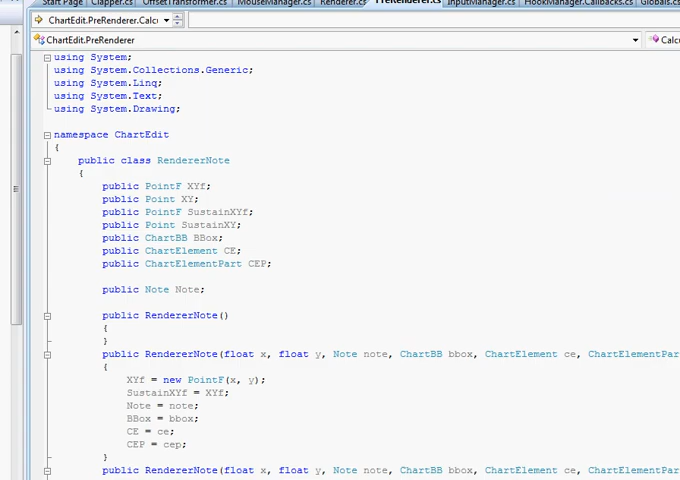 Start Page Clapper.cs OffsetTransformer.cs MouseManager.cs Renderer.cs PreRenderer.cs InputManager.cs HookManager.Callbacks.cs Globals.cs
ChartEdit.PreRenderer.Calcu
ChartEdit.PreRenderer Calc
using System;
using System.Collections.Generic;
using System.Linq;
using System.Text;
using System.Drawing;
namespace ChartEdit
{
public class RendererNote
{
public PointF XYf;
public Point XY;
public PointF SustainXYf;
public Point SustainXY;
public ChartBB BBox;
public ChartElement CE;
public ChartElementPart CEP;
public Note Note;
public RendererNote()
{
}
public RendererNote(float x, float y, Note note, ChartBB bbox, ChartElement ce, ChartElementPar
{
XYf = new PointF(x, y);
SustainXYf = XYf;
Note = note;
BBox = bbox;
CE = ce;
CEP = cep;
}
public RendererNote(float x, float y, Note note, ChartBB bbox, ChartElement ce, ChartElementPar